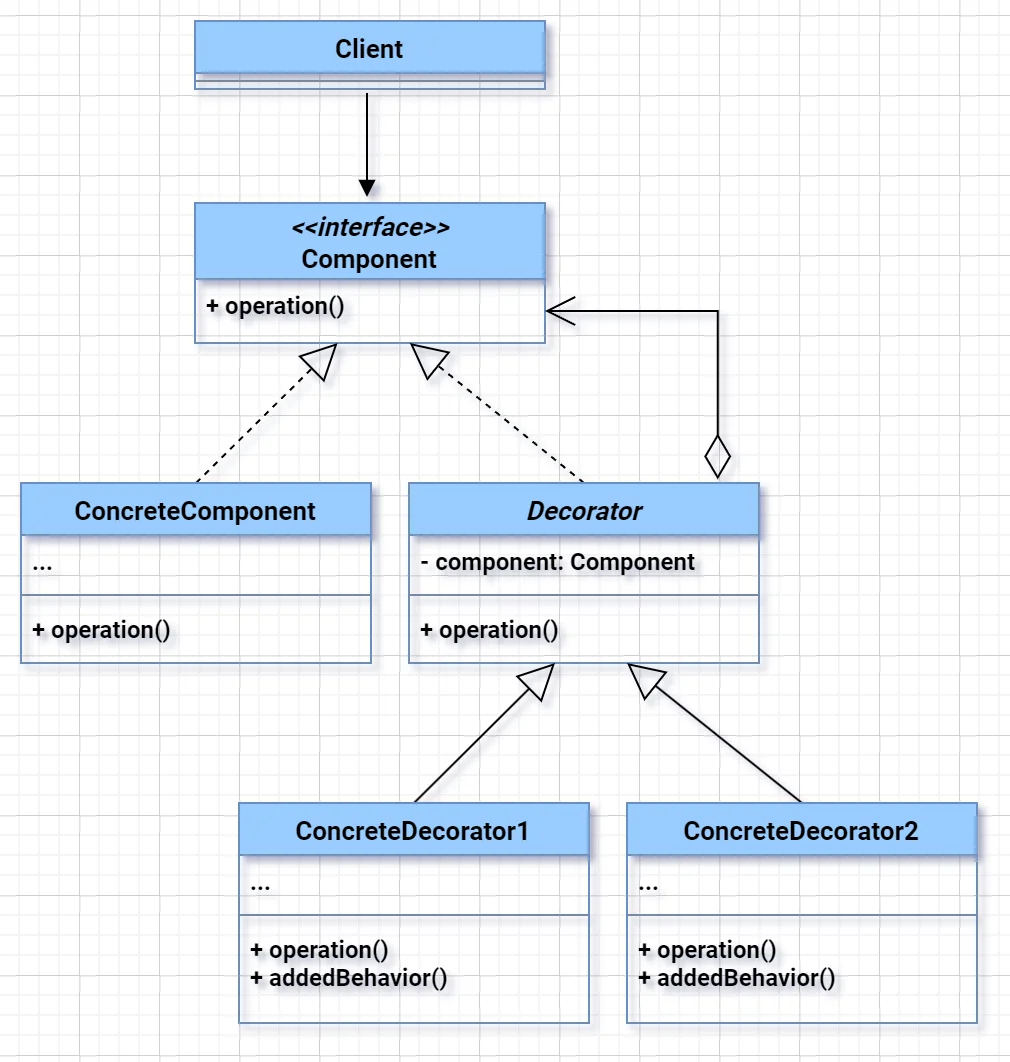 Client
<<interface>>
Component
+ operation()
ConcreteComponent
...
+ operation()
Decorator
- component: Component
+ operation()
ConcreteDecorator1
...
+ operation()
+ addedBehavior()
ConcreteDecorator2
...
+ operation()
+ addedBehavior()